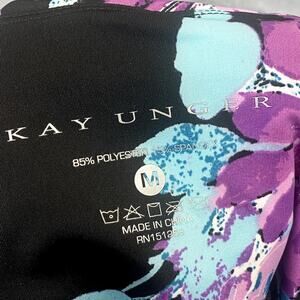 KAY UNGER
85% POLYESTER
M
MADE IN CHINA